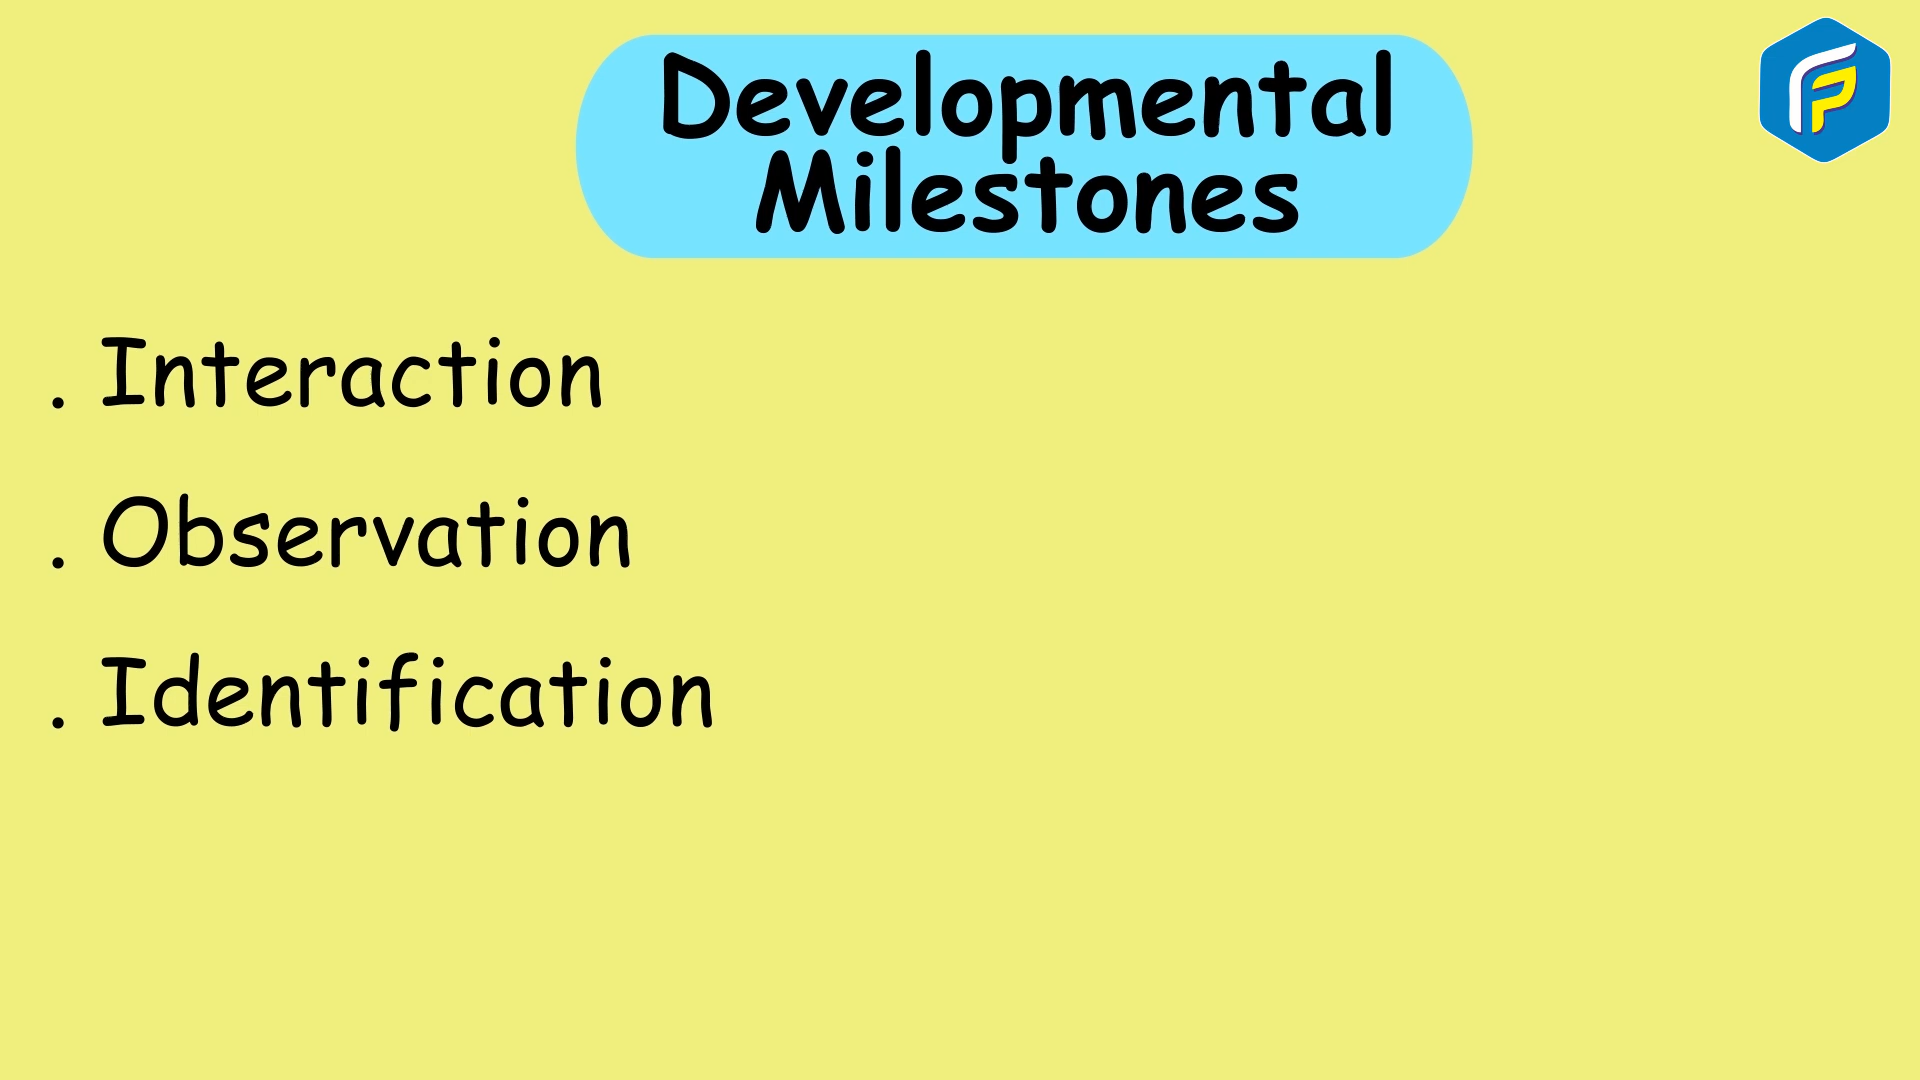 Developmental
Milestones
. Interaction
. Observation
. Identification